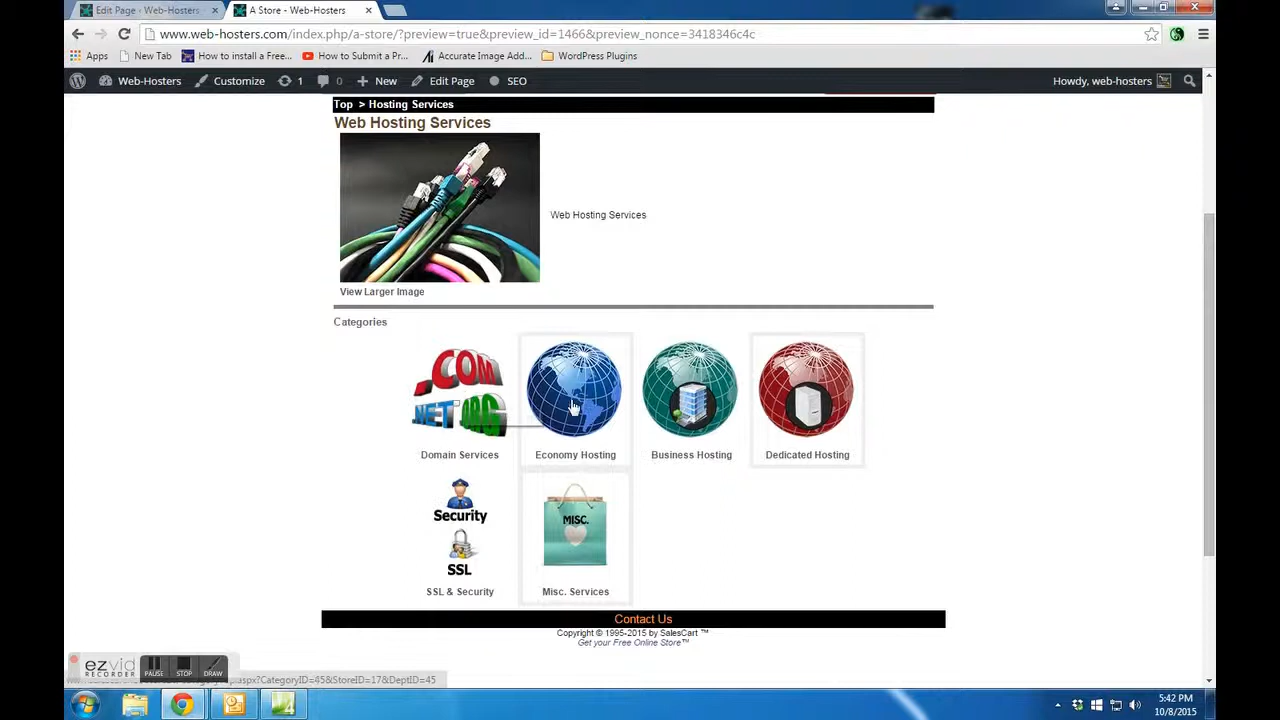 Edit Page - Web-Hosters
A Store - Web-Hosters
www.web-hosters.com/index.php/a-store/?preview=true&preview_id=1466&preview_nonce=3418346c4c
Apps
New Tab
How to install a Free...
How to Submit a Pr...
Accurate Image Add...
WordPress Plugins
Web-Hosters
Customize
1
New
Edit Page
SEO
Howdy, web-hosters
Top > Hosting Services
Web Hosting Services
Web Hosting Services
View Larger Image
Categories
.COM
.NET .ORG
Domain Services
Economy Hosting
Business Hosting
Dedicated Hosting
Security
SSL
SSL & Security
MISC.
Misc. Services
Contact Us
Copyright © 1995-2015 by SalesCart ™
Get your Free Online Store™
ezvid
RECORDER
PAUSE
STOP
DRAW
.aspx?CategoryID=45&StoreID=17&DeptID=45
5:42 PM
10/8/2015